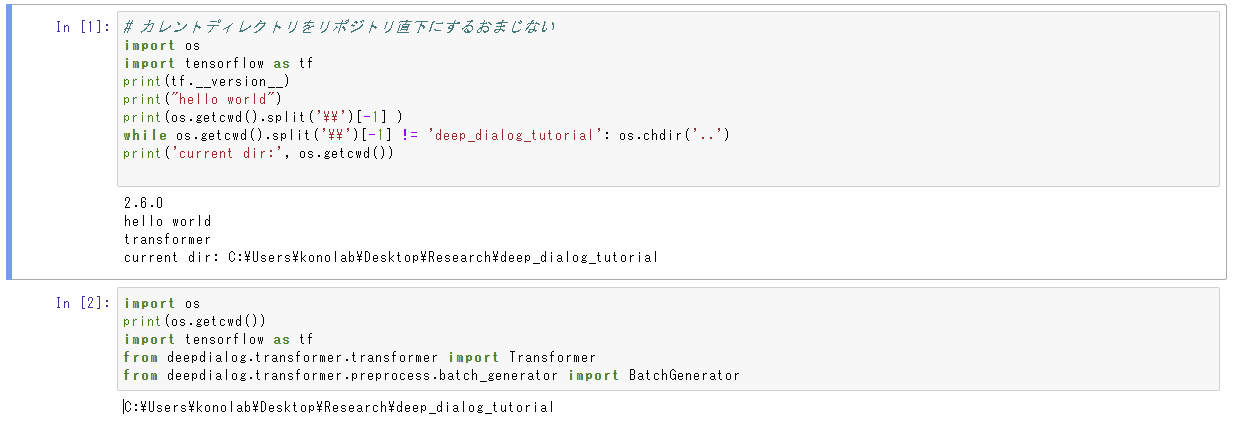 In [1]:
# カレントディレクトリをリポジトリ直下にするおまじない
import os
import tensorflow as tf
print(tf.__version__)
print("hello world")
print(os.getcwd().split('¥¥')[-1] )
while os.getcwd().split('¥¥')[-1] != 'deep_dialog_tutorial': os.chdir('..')
print('current dir:', os.getcwd())
2.6.0
hello world
transformer
current dir: C:¥Users¥konolab¥Desktop¥Research¥deep_dialog_tutorial
In [2]:
import os
print(os.getcwd())
import tensorflow as tf
from deepdialog.transformer.transformer import Transformer
from deepdialog.transformer.preprocess.batch_generator import BatchGenerator
C:¥Users¥konolab¥Desktop¥Research¥deep_dialog_tutorial